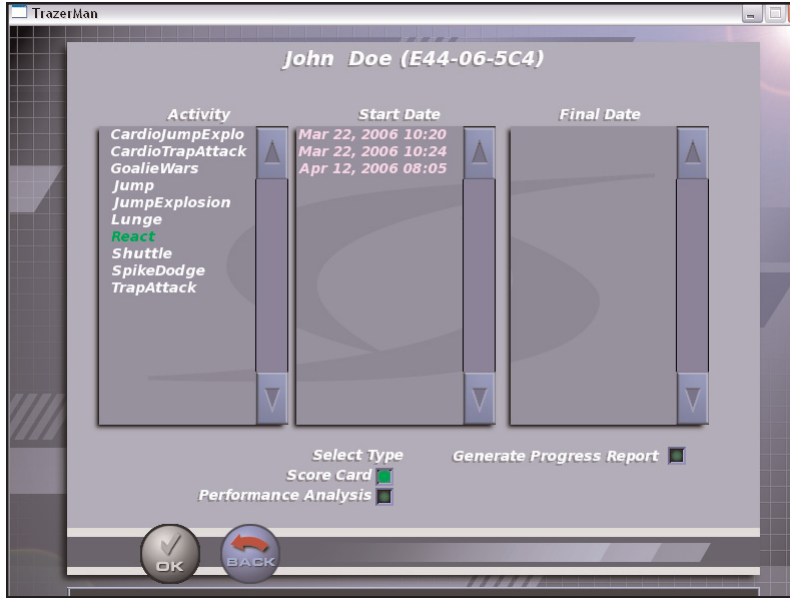 TrazerMan
John Doe (E44-06-5C4)
Activity
CardioJumpExplo
CardioTrapAttack
GoalieWars
Jump
JumpExplosion
Lunge
React
Shuttle
SpikeDodge
TrapAttack
Start Date
Mar 22, 2006 10:20
Mar 22, 2006 10:24
Apr 12, 2006 08:05
Final Date
Select Type
Score Card
Performance Analysis
Generate Progress Report
OK
BACK